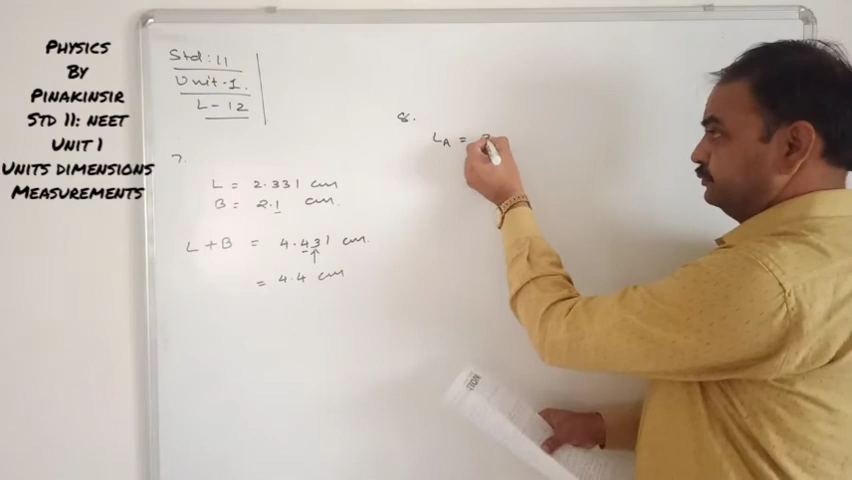 Physics
By
Pinakinsir
Std 11: NEET
Unit 1
Units dimensions
Measurements
Std: 11
Unit-1.
L-12
7.
L = 2.331 cm
B = 2.1 cm.
L+B = 4.431 cm.
= 4.4 cm
8.
L_A =